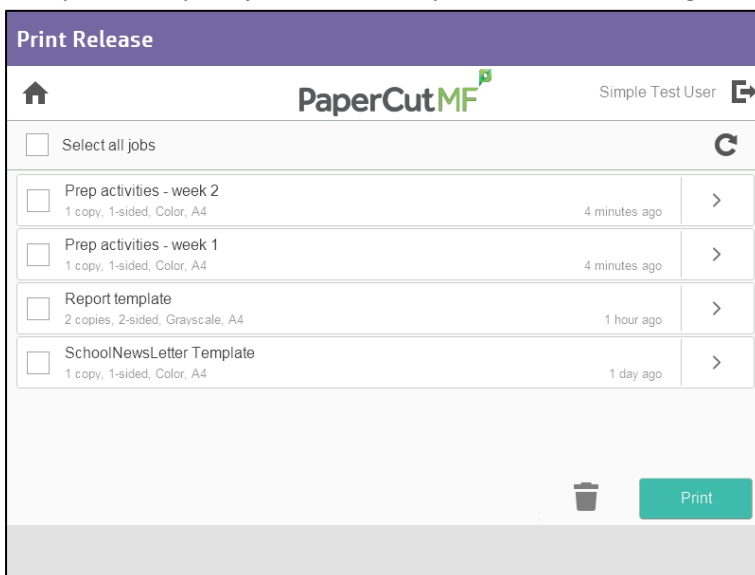 Print Release
PaperCutMF
Simple Test User
Select all jobs
Prep activities - week 2
1 copy, 1-sided, Color, A4
4 minutes ago
Prep activities - week 1
1 copy, 1-sided, Color, A4
4 minutes ago
Report template
2 copies, 2-sided, Grayscale, A4
1 hour ago
SchoolNewsLetter Template
1 copy, 1-sided, Color, A4
1 day ago
Print